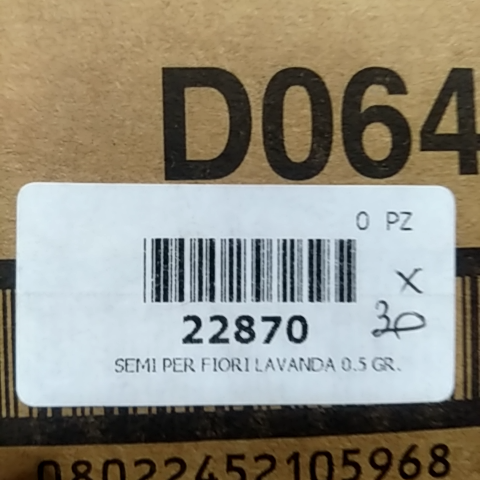 D064
0 PZ
X
30
22870
SEMI PER FIORI LAVANDA 0.5 GR.
08022452105968